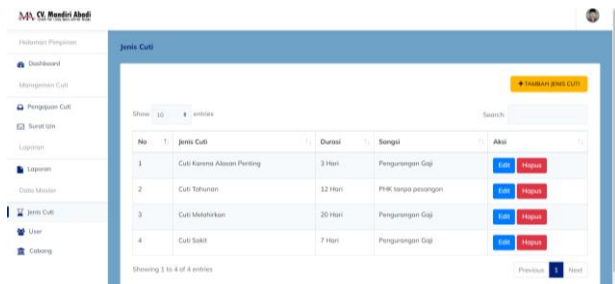 CV. Mandiri Abadi
Halaman Pimpinan
Dashboard
Manajemen Cuti
Pengajuan Cuti
Surat Izin
Laporan
Laporan
Data Master
Jenis Cuti
User
Cabang
Jenis Cuti
+ TAMBAH JENIS CUTI
Show 10 entries Search:
No Jenis Cuti Durasi Sangsi Aksi
1 Cuti Karena Alasan Penting 3 Hari Pengurangan Gaji Edit Hapus
2 Cuti Tahunan 12 Hari PHK tanpa pesangon Edit Hapus
3 Cuti Melahirkan 20 Hari Pengurangan Gaji Edit Hapus
4 Cuti Sakit 7 Hari Pengurangan Gaji Edit Hapus
Showing 1 to 4 of 4 entries Previous 1 Next